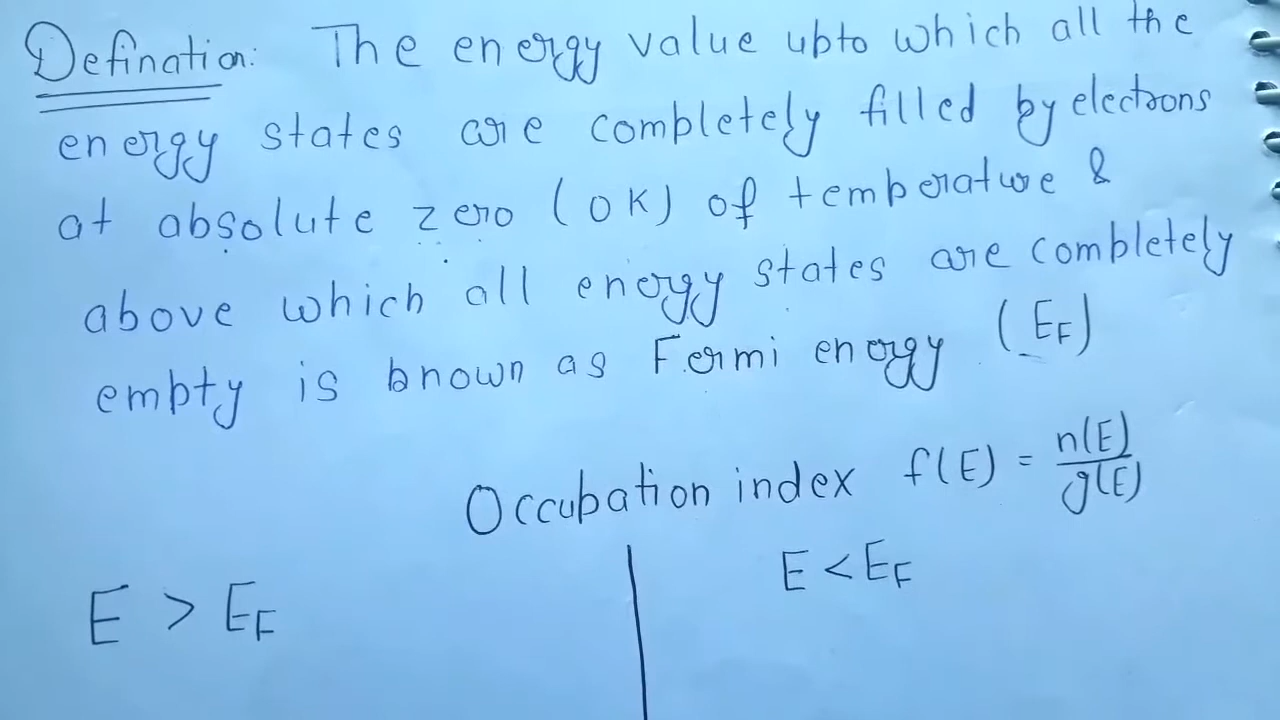 Defination: The energy value upto which all the
energy states are completely filled by electrons
at absolute zero (0K) of temperature &
above which all energy states are completely
empty is known as Fermi energy (EF)
Occupation index f(E) = n(E)/g(E)
E > EF
E < EF